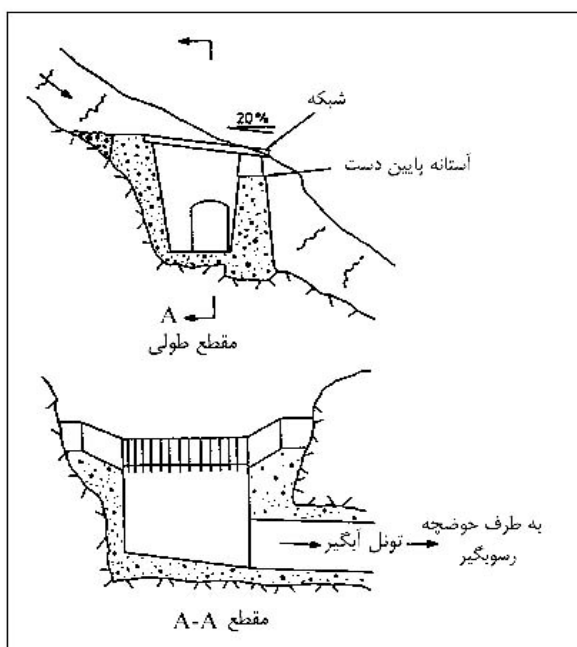 20%
شبکه
آستانه پایین دست
A
مقطع طولی
به طرف حوضچه
رسوبگیر
تونل آبگیر
مقطع A-A